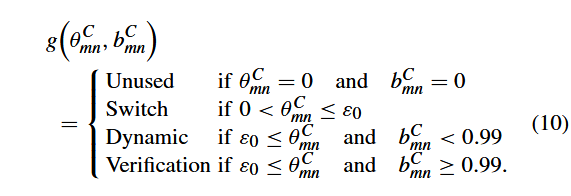 g(θ^C_mn, b^C_mn)
= { Unused if θ^C_mn = 0 and b^C_mn = 0
Switch if 0 < θ^C_mn ≤ ε0
Dynamic if ε0 ≤ θ^C_mn and b^C_mn < 0.99 (10)
Verification if ε0 ≤ θ^C_mn and b^C_mn ≥ 0.99.